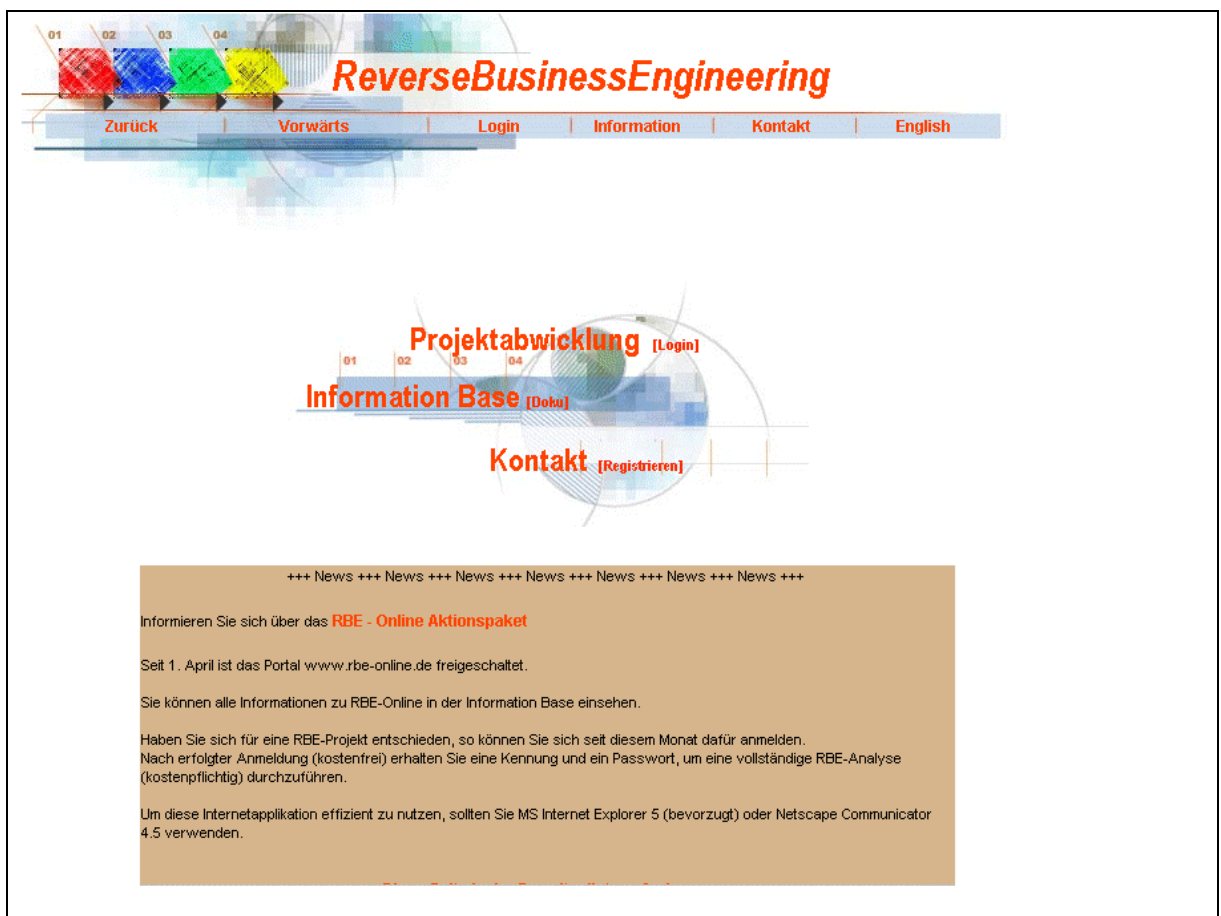 01 02 03 04
ReverseBusinessEngineering
Zurück | Vorwärts | Login | Information | Kontakt | English
Projektabwicklung [Login]
01 02 03 04
Information Base [Doku]
Kontakt [Registrieren]
+++ News +++ News +++ News +++ News +++ News +++ News +++ News +++
Informieren Sie sich über das RBE - Online Aktionspaket
Seit 1. April ist das Portal www.rbe-online.de freigeschaltet.
Sie können alle Informationen zu RBE-Online in der Information Base einsehen.
Haben Sie sich für eine RBE-Projekt entschieden, so können Sie sich seit diesem Monat dafür anmelden.
Nach erfolgter Anmeldung (kostenfrei) erhalten Sie eine Kennung und ein Passwort, um eine vollständige RBE-Analyse
(kostenpflichtig) durchzuführen.
Um diese Internetapplikation effizient zu nutzen, sollten Sie MS Internet Explorer 5 (bevorzugt) oder Netscape Communicator
4.5 verwenden.